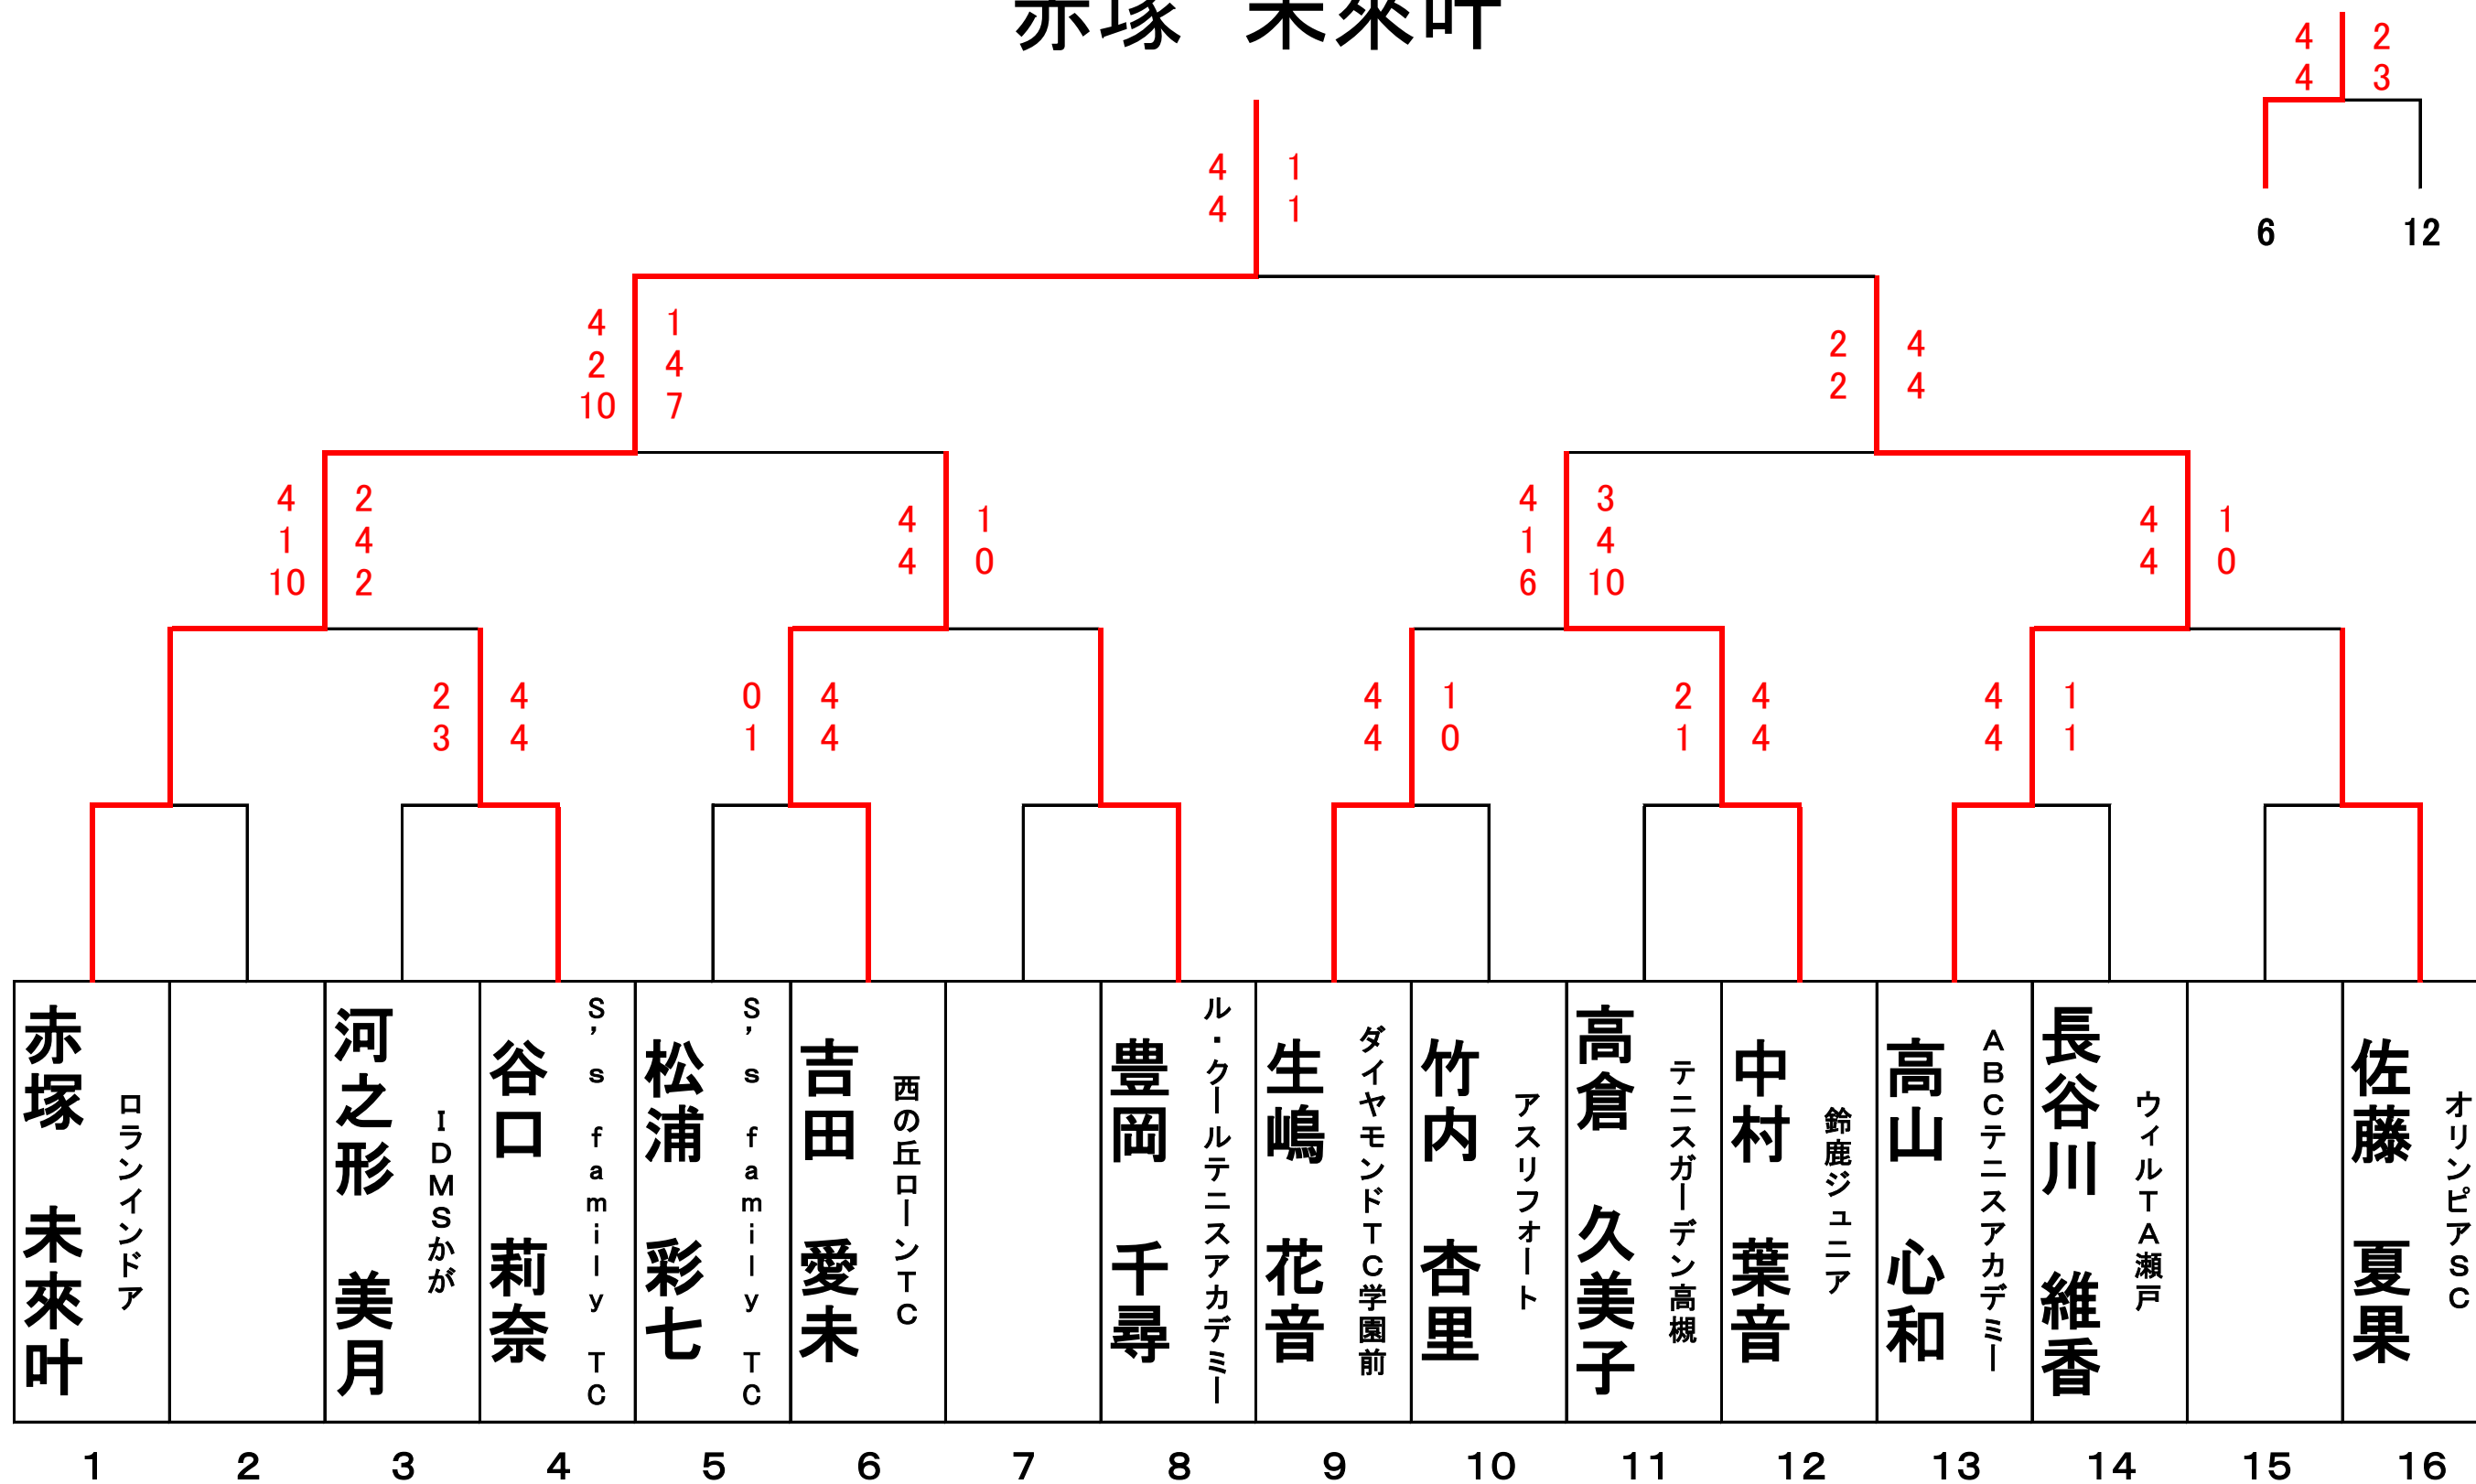 赤塚　未來叶
4 2
4 3
6 12
4 1
4 1
4 1
2 4
10 7
2 4
2 4
4 2
1 4
10 2
4 1
4 0
4 3
1 4
6 10
4 1
4 0
2 4
3 4
0 4
1 4
4 1
4 0
2 4
1 4
4 1
4 1
赤塚　未來叶
ロランインドア
河之形　美月
IDMSがが
谷口　莉奈
S’s family TC
松浦　彩七
S’s family TC
吉田　愛未
西の丘ローンTC
豊岡　千尋
ル・クールテニスアカデミー
生嶋　花音
ダイヤモンドTC学園前
竹内　杏里
アスリフォート
高倉　久美子
テニスガーデン高槻
中村　葉音
鈴鹿ジュニア
高山　心和
ABCテニスアカデミー
長谷川　維香
ウイルTA瀬戸
佐藤　夏果
オリンピアSC
1 2 3 4 5 6 7 8 9 10 11 12 13 14 15 16